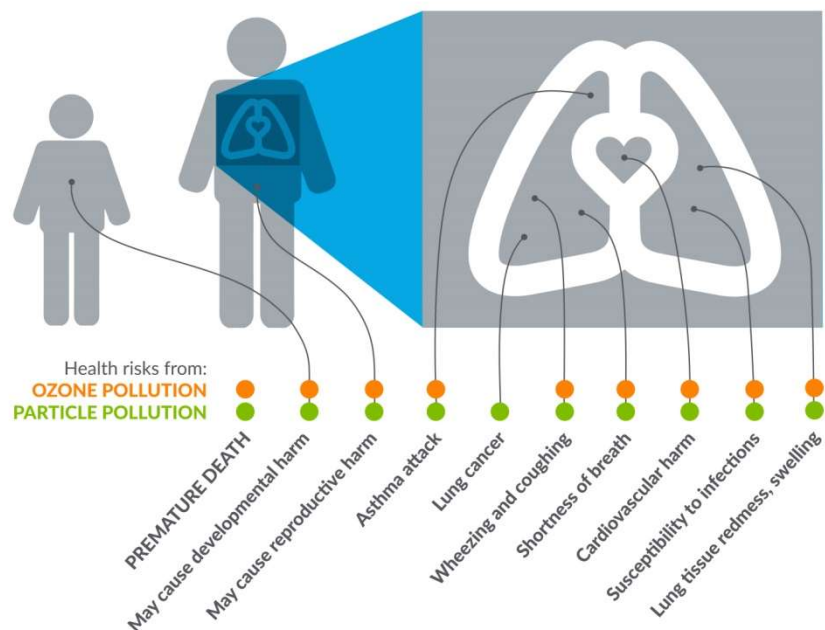 Health risks from:
OZONE POLLUTION
PARTICLE POLLUTION
PREMATURE DEATH
May cause developmental harm
May cause reproductive harm
Asthma attack
Lung cancer
Wheezing and coughing
Shortness of breath
Cardiovascular harm
Susceptibility to infections
Lung tissue redness, swelling